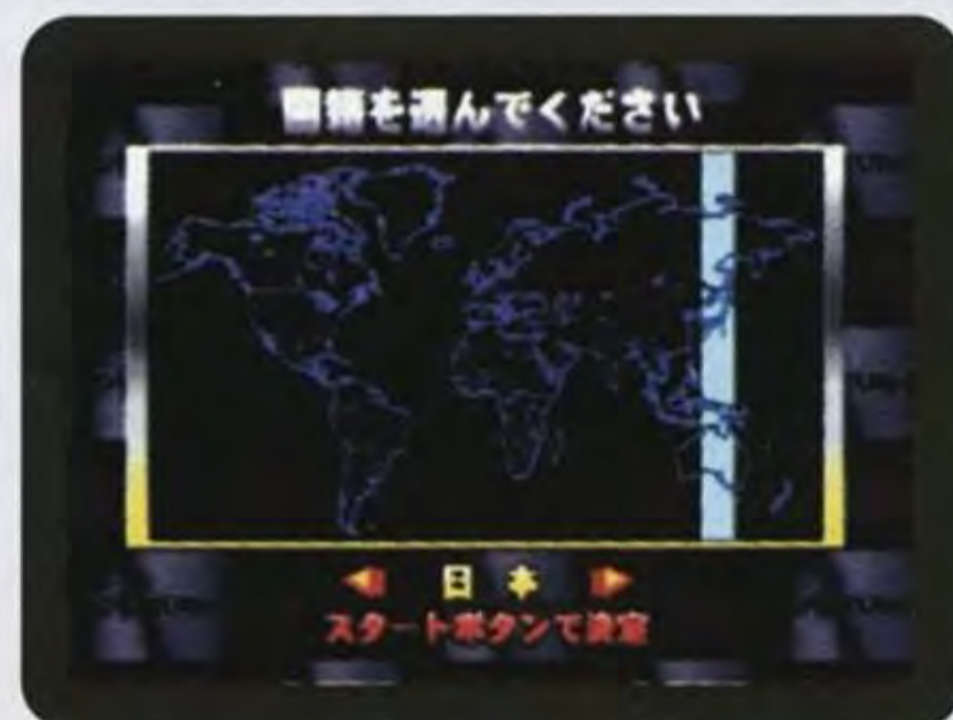 国籍を選んでください
日本
スタートボタンで決定